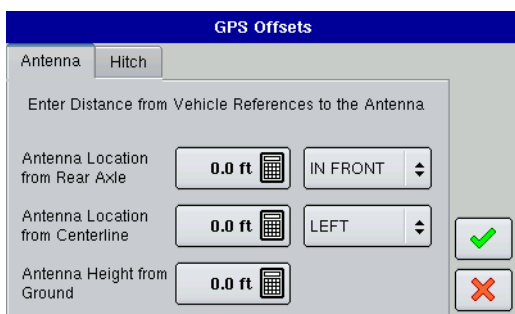 GPS Offsets
Antenna Hitch
Enter Distance from Vehicle References to the Antenna
Antenna Location
from Rear Axle
0.0 ft IN FRONT
Antenna Location
from Centerline
0.0 ft LEFT
Antenna Height from
Ground
0.0 ft